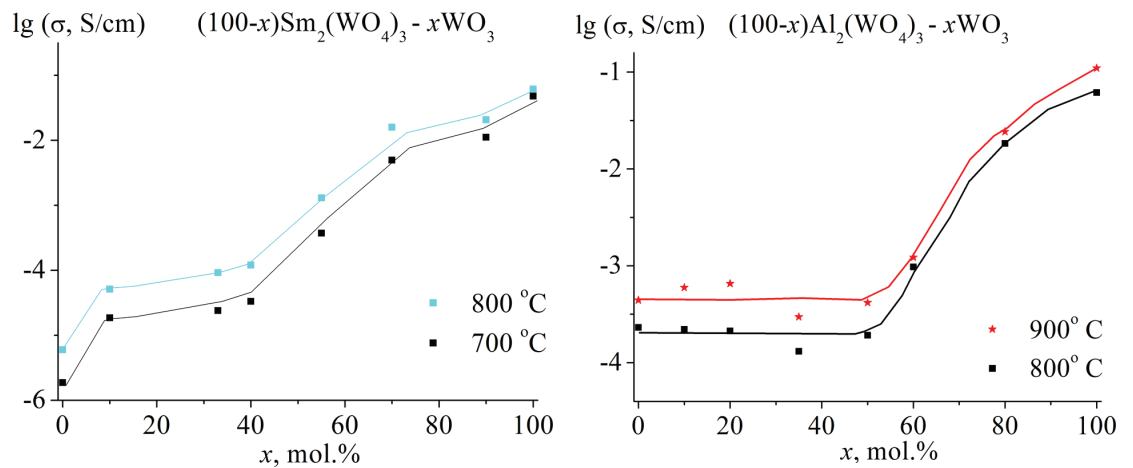 lg (σ, S/cm) (100-x)Sm₂(WO₄)₃ - xWO₃
-2
-4
-6
800 °C
700 °C
0 20 40 60 80 100
x, mol.%
lg (σ, S/cm) (100-x)Al₂(WO₄)₃ - xWO₃
-1
-2
-3
-4
900° C
800° C
0 20 40 60 80 100
x, mol.%